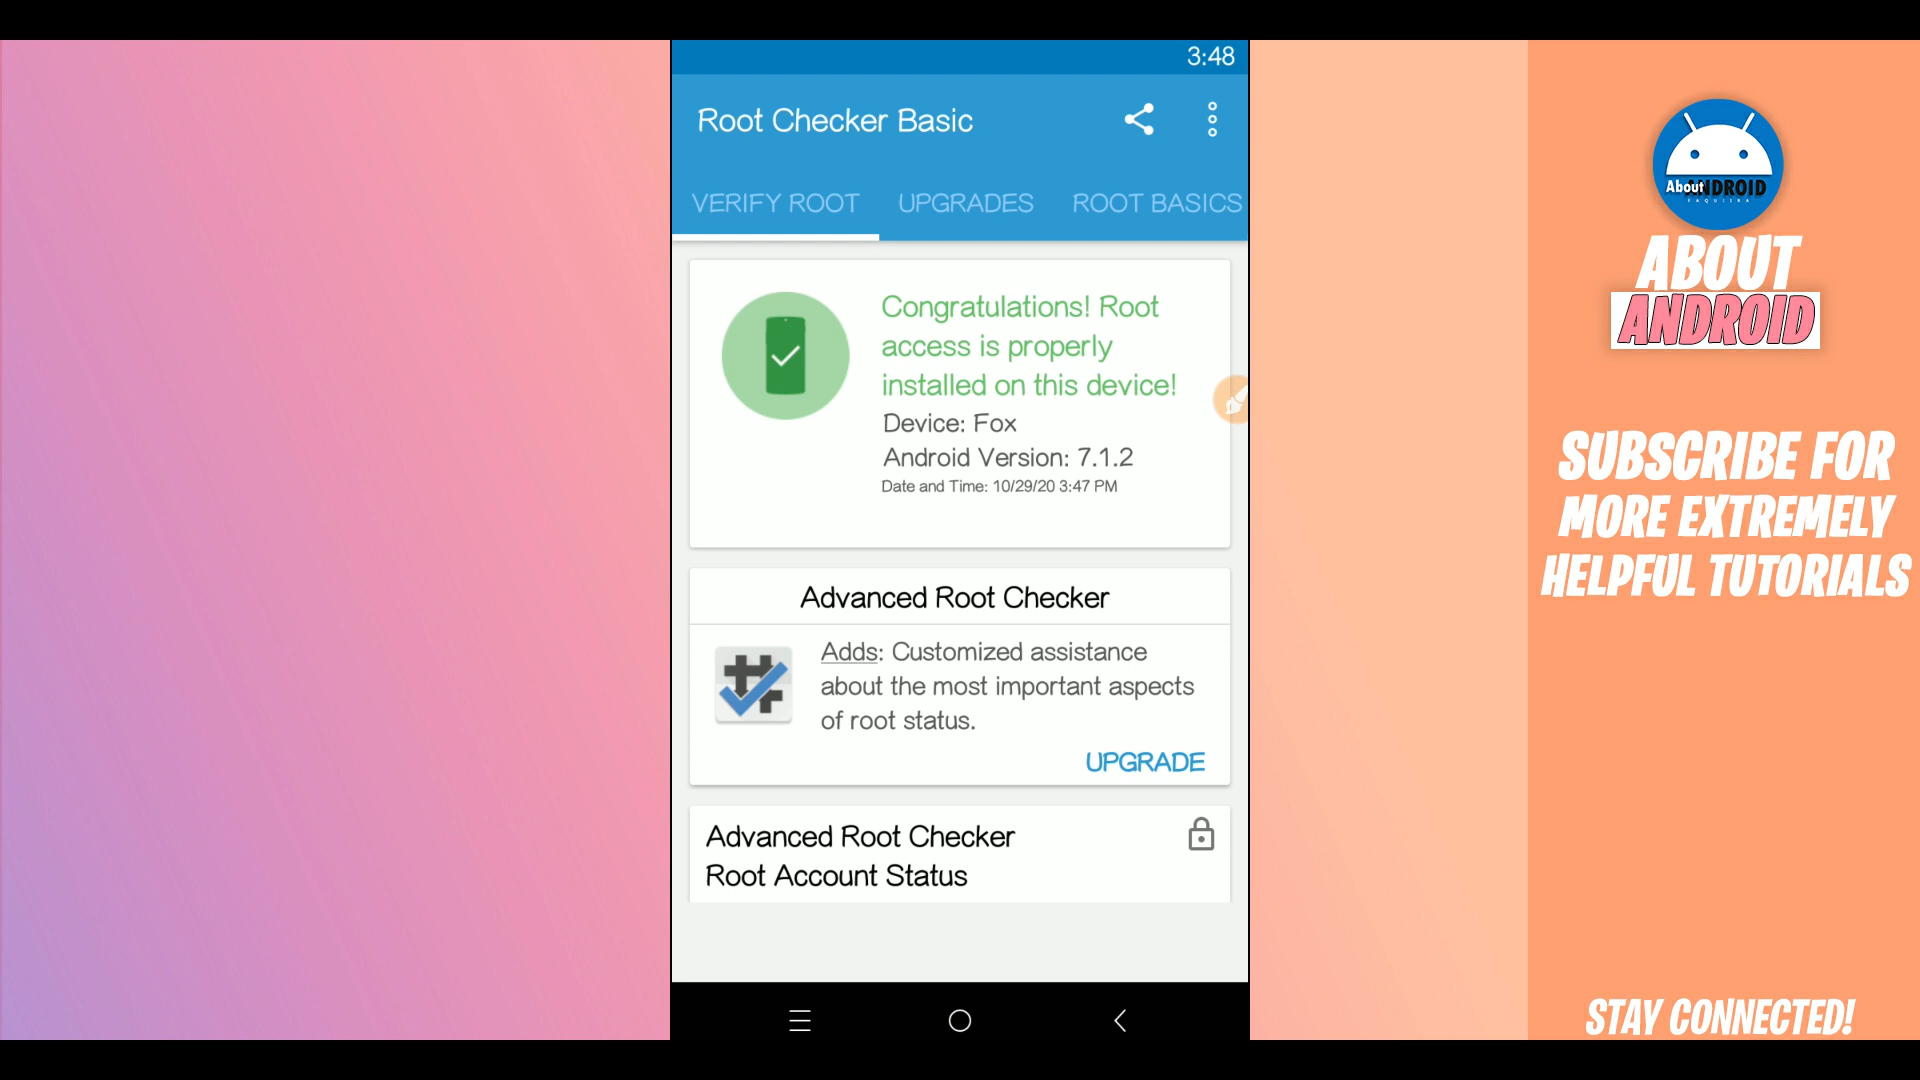 3:48
Root Checker Basic
VERIFY ROOT UPGRADES ROOT BASICS
Congratulations! Root
access is properly
installed on this device!
Device: Fox
Android Version: 7.1.2
Date and Time: 10/29/20 3:47 PM
Advanced Root Checker
Adds: Customized assistance
about the most important aspects
of root status.
UPGRADE
Advanced Root Checker
Root Account Status
About ANDROID
FAQUIINA
ABOUT
ANDROID
SUBSCRIBE FOR
MORE EXTREMELY
HELPFUL TUTORIALS
STAY CONNECTED!